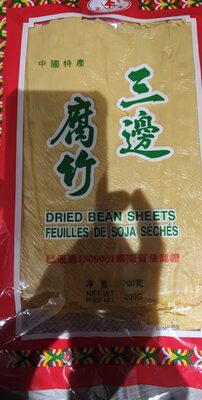 中國特產
三邊
腐竹
DRIED BEAN SHEETS
FEUILLES DE SOJA SÉCHÉS
已通過ISO9001國際質量認證
淨重 200克
NET WT
POIDS NET 200G